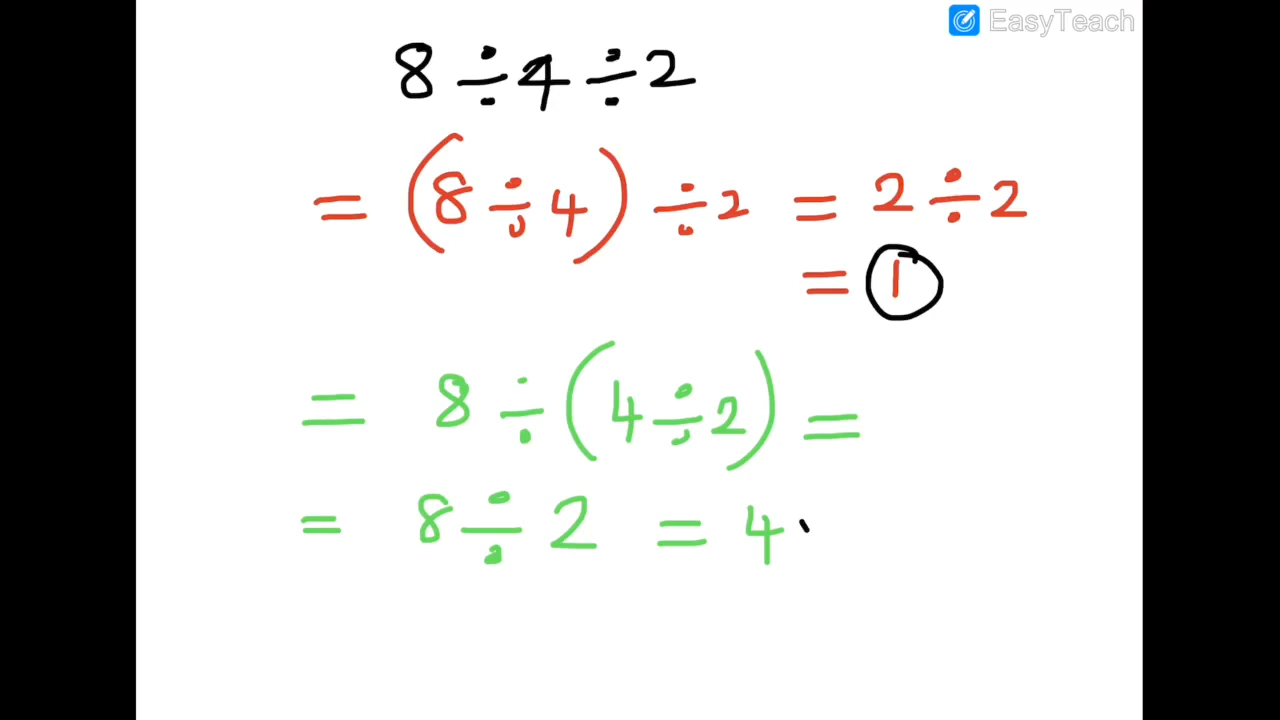 EasyTeach
8 ÷ 4 ÷ 2
= (8 ÷ 4) ÷ 2 = 2 ÷ 2
= 1
= 8 ÷ (4 ÷ 2) =
= 8 ÷ 2 = 4